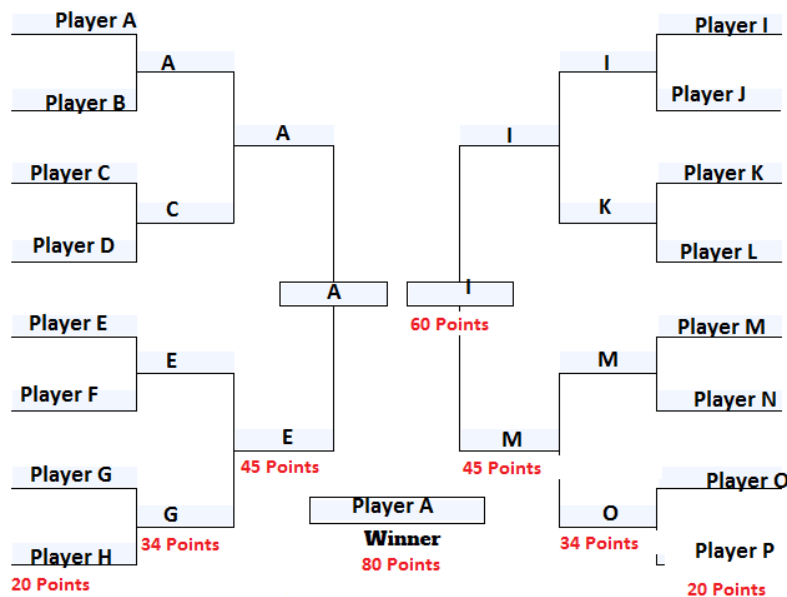 Player A
Player I
A
I
Player B
Player J
A
I
Player C
Player K
C
K
Player D
Player L
A
I
60 Points
Player E
Player M
E
M
Player F
Player N
E
M
45 Points
45 Points
Player G
Player O
Player A
G
O
Winner
34 Points
34 Points
Player H
Player P
80 Points
20 Points
20 Points